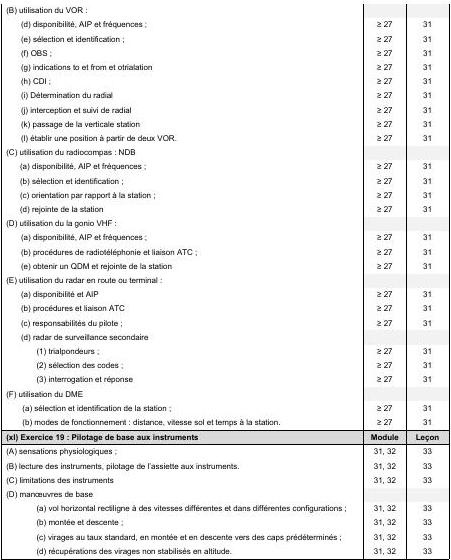 (B) utilisation du VOR :
(d) disponibilité, AIP et fréquences ; ≥ 27 31
(e) sélection et identification ; ≥ 27 31
(f) OBS ; ≥ 27 31
(g) indications to et from et otrialation ≥ 27 31
(h) CDI ; ≥ 27 31
(i) Détermination du radial ≥ 27 31
(j) interception et suivi de radial ≥ 27 31
(k) passage de la verticale station ≥ 27 31
(l) établir une position à partir de deux VOR. ≥ 27 31
(C) utilisation du radiocompas : NDB
(a) disponibilité, AIP et fréquences ; ≥ 27 31
(b) sélection et identification ; ≥ 27 31
(c) orientation par rapport à la station ; ≥ 27 31
(d) rejointe de la station ≥ 27 31
(D) utilisation du la gonio VHF :
(a) disponibilité, AIP et fréquences ; ≥ 27 31
(b) procédures de radiotéléphonie et liaison ATC ; ≥ 27 31
(e) obtenir un QDM et rejointe de la station ≥ 27 31
(E) utilisation du radar en route ou terminal :
(a) disponibilité et AIP ≥ 27 31
(b) procédures et liaison ATC ≥ 27 31
(c) responsabilités du pilote ; ≥ 27 31
(d) radar de surveillance secondaire
(1) trialpondeurs ; ≥ 27 31
(2) sélection des codes ; ≥ 27 31
(3) interrogation et réponse ≥ 27 31
(F) utilisation du DME
(a) sélection et identification de la station ; ≥ 27 31
(b) modes de fonctionnement : distance, vitesse sol et temps à la station. ≥ 27 31
(xl) Exercice 19 : Pilotage de base aux instruments Module Leçon
(A) sensations physiologiques ; 31, 32 33
(B) lecture des instruments, pilotage de l'assiette aux instruments. 31, 32 33
(C) limitations des instruments 31, 32 33
(D) manœuvres de base
(a) vol horizontal rectiligne à des vitesses différentes et dans différentes configurations ; 31, 32 33
(b) montée et descente ; 31, 32 33
(c) virages au taux standard, en montée et en descente vers des caps prédéterminés ; 31, 32 33
(d) récupérations des virages non stabilisés en altitude. 31, 32 33